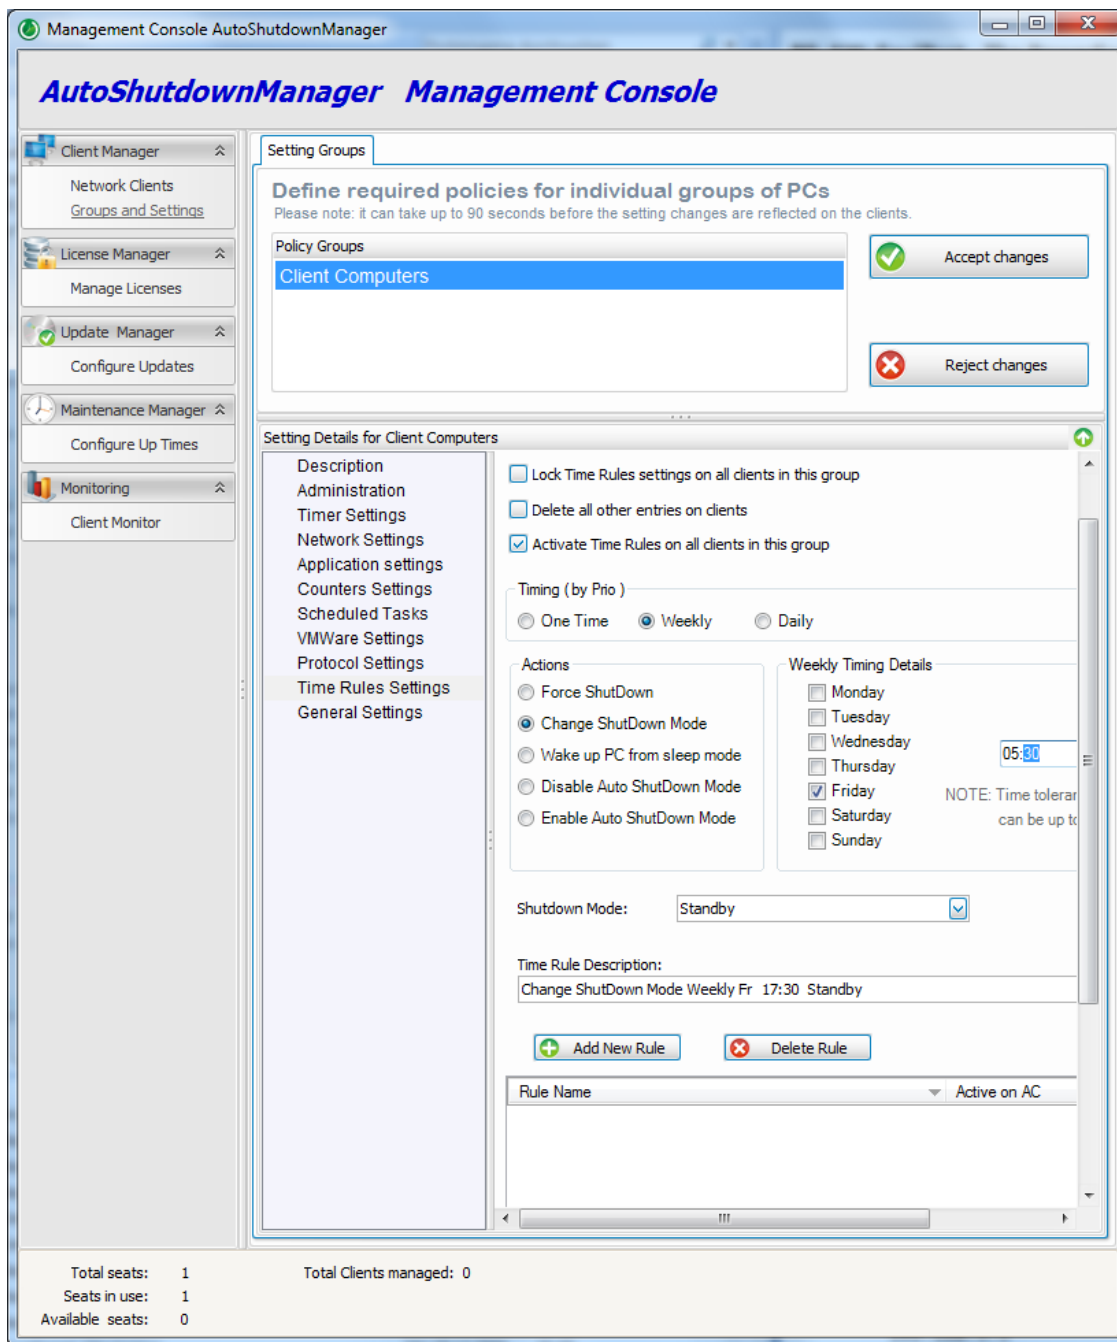 Management Console AutoShutdownManager
AutoShutdownManager Management Console
Client Manager
Network Clients
Groups and Settings
License Manager
Manage Licenses
Update Manager
Configure Updates
Maintenance Manager
Configure Up Times
Monitoring
Client Monitor
Setting Groups
Define required policies for individual groups of PCs
Please note: it can take up to 90 seconds before the setting changes are reflected on the clients.
Policy Groups
Client Computers
Accept changes
Reject changes
Setting Details for Client Computers
Description
Administration
Timer Settings
Network Settings
Application settings
Counters Settings
Scheduled Tasks
VMWare Settings
Protocol Settings
Time Rules Settings
General Settings
Lock Time Rules settings on all clients in this group
Delete all other entries on clients
Activate Time Rules on all clients in this group
Timing ( by Prio )
One Time Weekly Daily
Actions
Force ShutDown
Change ShutDown Mode
Wake up PC from sleep mode
Disable Auto ShutDown Mode
Enable Auto ShutDown Mode
Weekly Timing Details
Monday
Tuesday
Wednesday
Thursday
Friday
Saturday
Sunday
05:30
NOTE: Time tolerar
can be up to
Shutdown Mode: Standby
Time Rule Description:
Change ShutDown Mode Weekly Fr 17:30 Standby
Add New Rule Delete Rule
Rule Name Active on AC
Total seats: 1 Total Clients managed: 0
Seats in use: 1
Available seats: 0